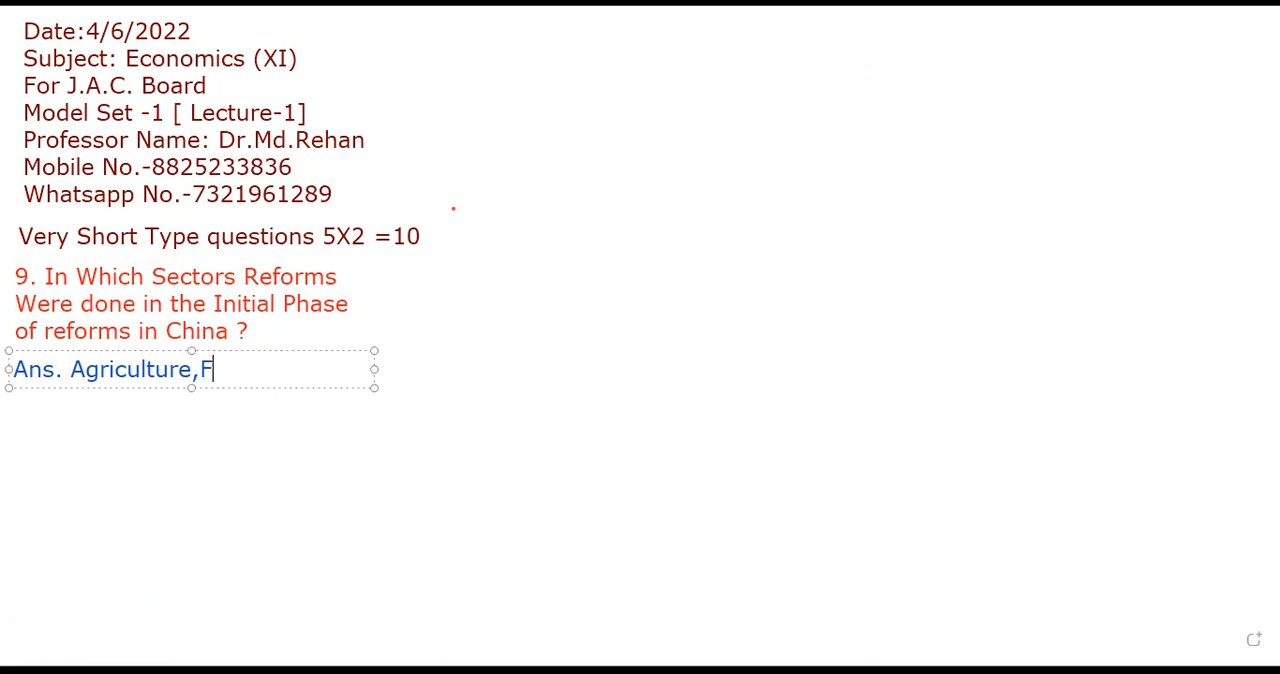 Date:4/6/2022
Subject: Economics (XI)
For J.A.C. Board
Model Set -1 [ Lecture-1]
Professor Name: Dr.Md.Rehan
Mobile No.-8825233836
Whatsapp No.-7321961289
Very Short Type questions 5X2 =10
9. In Which Sectors Reforms
Were done in the Initial Phase
of reforms in China ?
Ans. Agriculture,F